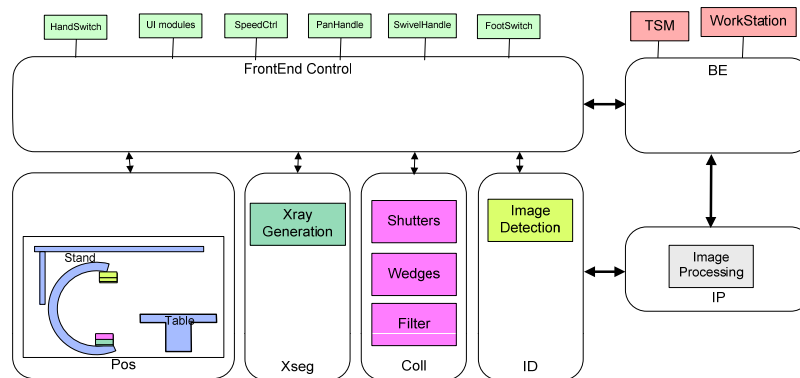 HandSwitch
UI modules
SpeedCtrl
PanHandle
SwivelHandle
FootSwitch
TSM
WorkStation
FrontEnd Control
BE
Stand
Table
Pos
Xray
Generation
Xseg
Shutters
Wedges
Filter
Coll
Image
Detection
ID
Image
Processing
IP